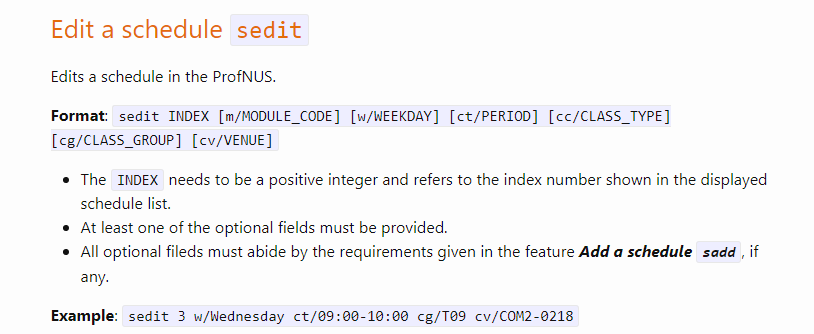 Edit a schedule sedit
Edits a schedule in the ProfNUS.
Format: sedit INDEX [m/MODULE_CODE] [w/WEEKDAY] [ct/PERIOD] [cc/CLASS_TYPE]
[cg/CLASS_GROUP] [cv/VENUE]
• The INDEX needs to be a positive integer and refers to the index number shown in the displayed
schedule list.
• At least one of the optional fields must be provided.
• All optional fileds must abide by the requirements given in the feature Add a schedule sadd , if
any.
Example: sedit 3 w/Wednesday ct/09:00-10:00 cg/T09 cv/COM2-0218